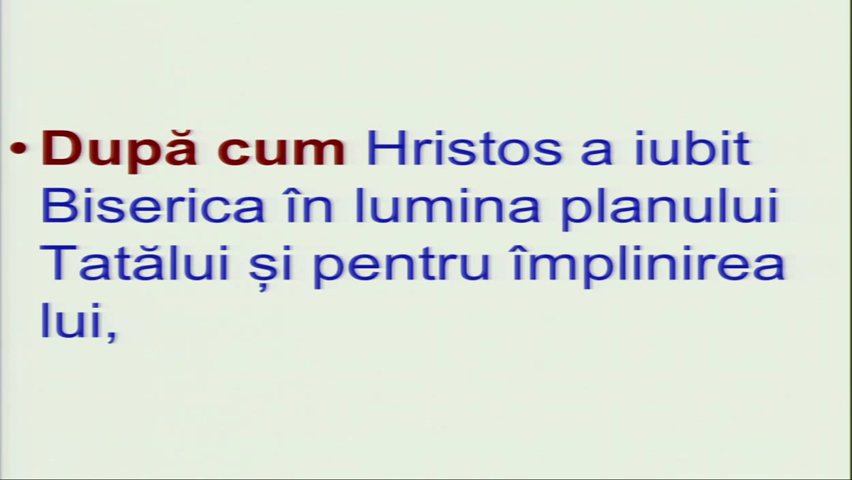 • După cum Hristos a iubit
Biserica în lumina planului
Tatălui și pentru împlinirea
lui,